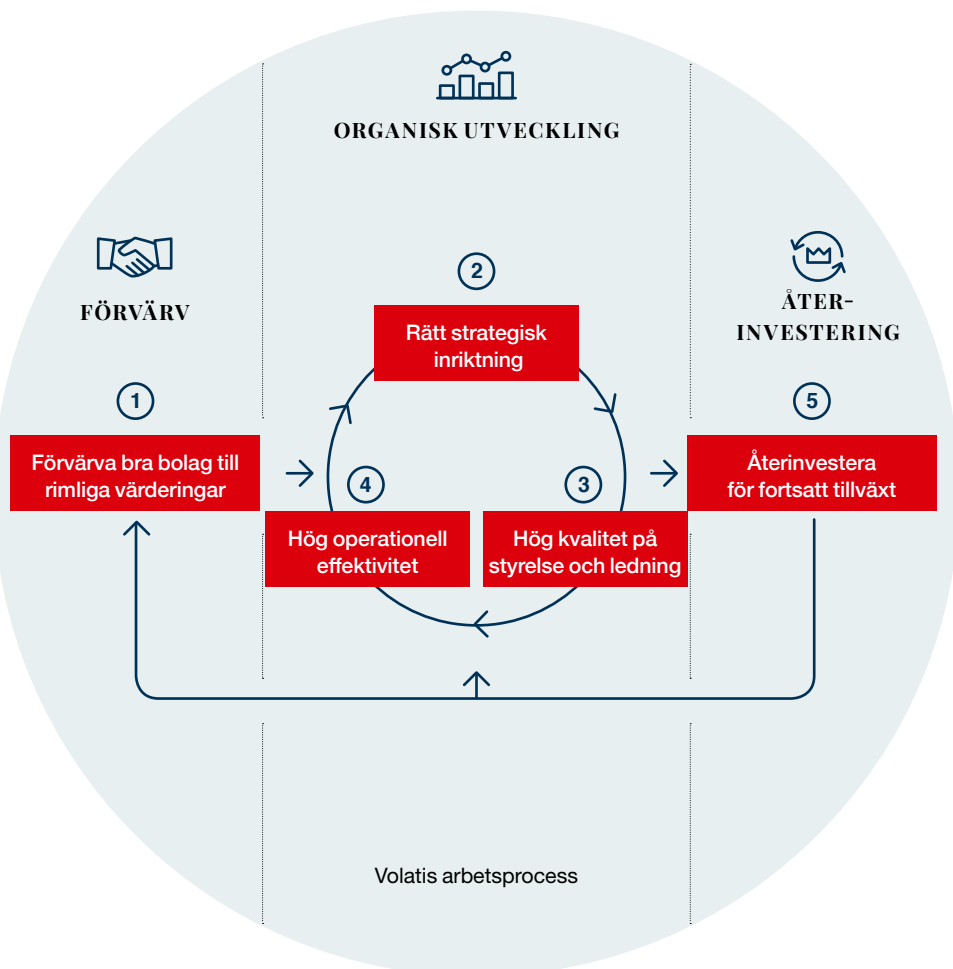 ORGANISK UTVECKLING
FÖRVÄRV
ÅTER-
INVESTERING
1
Förvärva bra bolag till
rimliga värderingar
2
Rätt strategisk
inriktning
3
Hög kvalitet på
styrelse och ledning
4
Hög operationell
effektivitet
5
Återinvestera
för fortsatt tillväxt
Volatis arbetsprocess